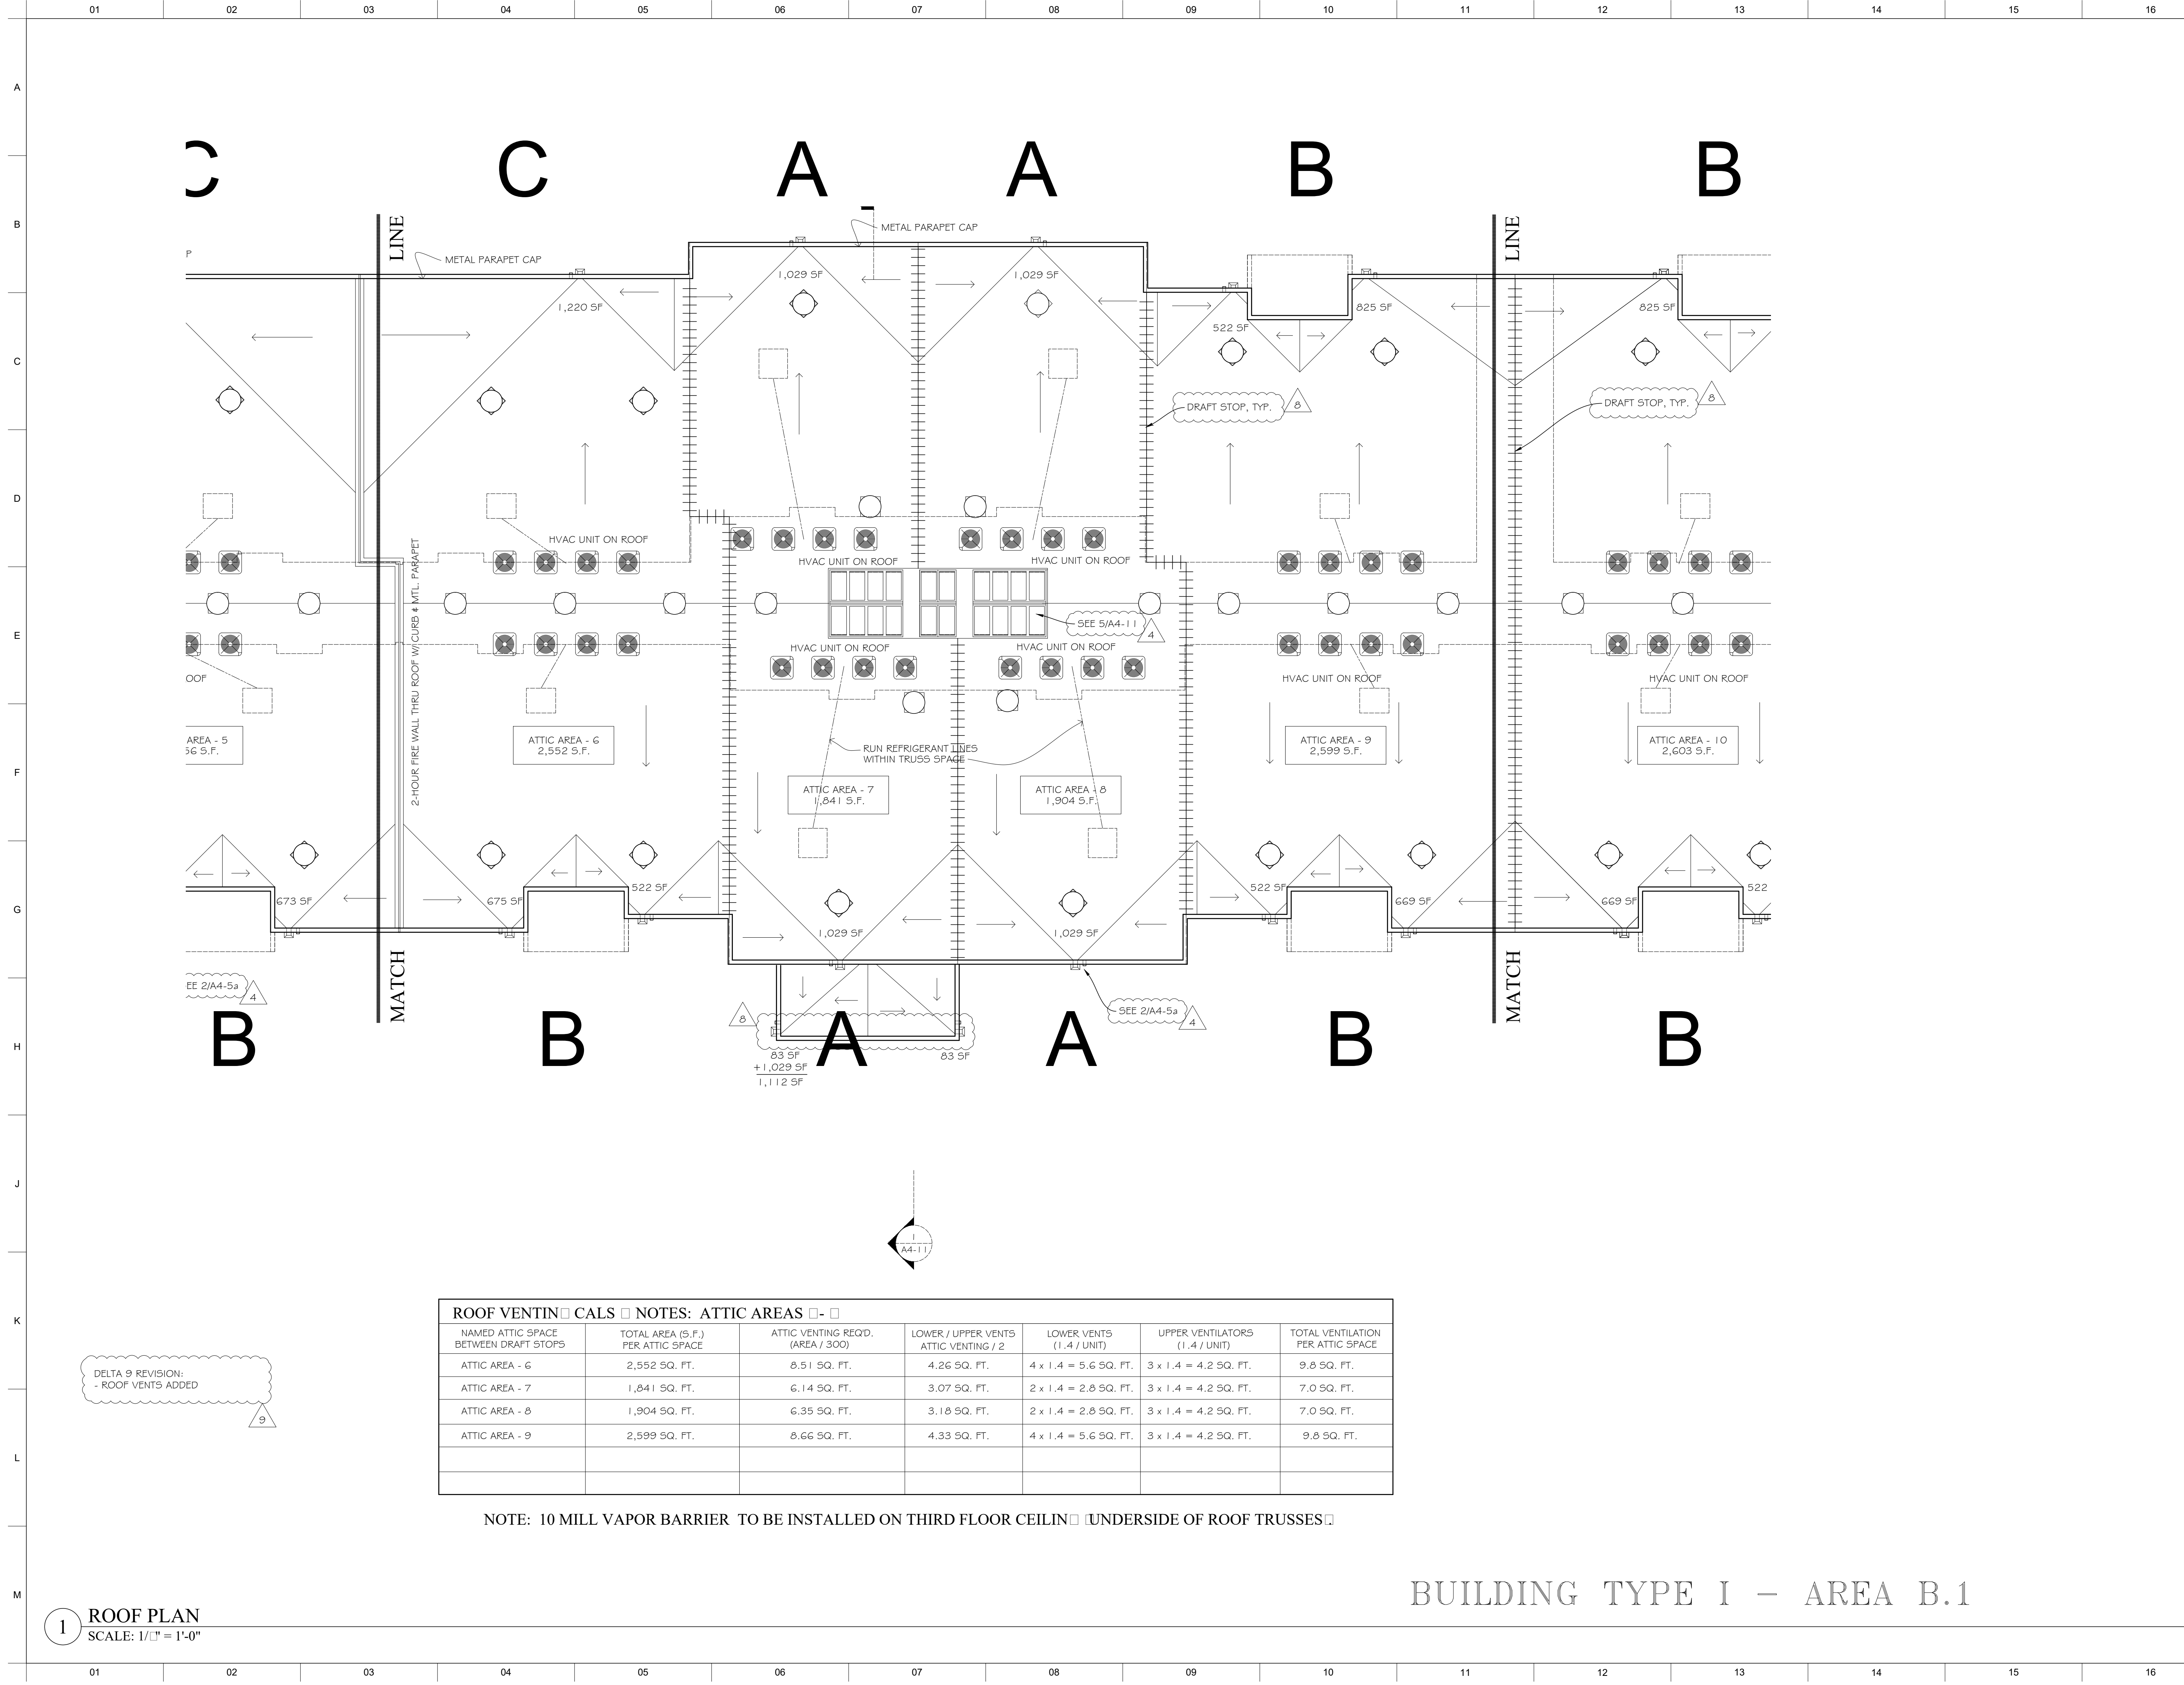 01 02 03 04 05 06 07 08 09 10 11 12 13 14 15 16
A
B
C
D
E
F
G
H
J
K
L
M
C C A A B B
LINE
LINE
P
METAL PARAPET CAP
METAL PARAPET CAP
1,220 SF
1,029 SF
1,029 SF
522 SF
825 SF
825 SF
DRAFT STOP, TYP.
8
DRAFT STOP, TYP.
8
HVAC UNIT ON ROOF
HVAC UNIT ON ROOF
HVAC UNIT ON ROOF
2-HOUR FIRE WALL THRU ROOF W/ CURB & MTL. PARAPET
SEE 5/A4-11
4
HVAC UNIT ON ROOF
HVAC UNIT ON ROOF
OOF
HVAC UNIT ON ROOF
HVAC UNIT ON ROOF
AREA - 5
56 S.F.
ATTIC AREA - 6
2,552 S.F.
RUN REFRIGERANT LINES
WITHIN TRUSS SPACE
ATTIC AREA - 7
1,841 S.F.
ATTIC AREA - 8
1,904 S.F.
ATTIC AREA - 9
2,599 S.F.
ATTIC AREA - 10
2,603 S.F.
673 SF
675 SF
522 SF
1,029 SF
1,029 SF
522 SF
669 SF
669 SF
522
MATCH
MATCH
EE 2/A4-5a
4
8
SEE 2/A4-5a
4
B B A A B B
83 SF
+1,029 SF
1,112 SF
83 SF
1
A4-11
ROOF VENTIN□ CALS □ NOTES: ATTIC AREAS □- □
NAMED ATTIC SPACE
BETWEEN DRAFT STOPS
TOTAL AREA (S.F.)
PER ATTIC SPACE
ATTIC VENTING REQ'D.
(AREA / 300)
LOWER / UPPER VENTS
ATTIC VENTING / 2
LOWER VENTS
(1.4 / UNIT)
UPPER VENTILATORS
(1.4 / UNIT)
TOTAL VENTILATION
PER ATTIC SPACE
ATTIC AREA - 6 2,552 SQ. FT. 8.51 SQ. FT. 4.26 SQ. FT. 4 x 1.4 = 5.6 SQ. FT. 3 x 1.4 = 4.2 SQ. FT. 9.8 SQ. FT.
ATTIC AREA - 7 1,841 SQ. FT. 6.14 SQ. FT. 3.07 SQ. FT. 2 x 1.4 = 2.8 SQ. FT. 3 x 1.4 = 4.2 SQ. FT. 7.0 SQ. FT.
ATTIC AREA - 8 1,904 SQ. FT. 6.35 SQ. FT. 3.18 SQ. FT. 2 x 1.4 = 2.8 SQ. FT. 3 x 1.4 = 4.2 SQ. FT. 7.0 SQ. FT.
ATTIC AREA - 9 2,599 SQ. FT. 8.66 SQ. FT. 4.33 SQ. FT. 4 x 1.4 = 5.6 SQ. FT. 3 x 1.4 = 4.2 SQ. FT. 9.8 SQ. FT.
DELTA 9 REVISION:
- ROOF VENTS ADDED
9
NOTE: 10 MILL VAPOR BARRIER TO BE INSTALLED ON THIRD FLOOR CEILIN□ □UNDERSIDE OF ROOF TRUSSES□.
BUILDING TYPE I - AREA B.1
1
ROOF PLAN
SCALE: 1/□" = 1'-0"
01 02 03 04 05 06 07 08 09 10 11 12 13 14 15 16